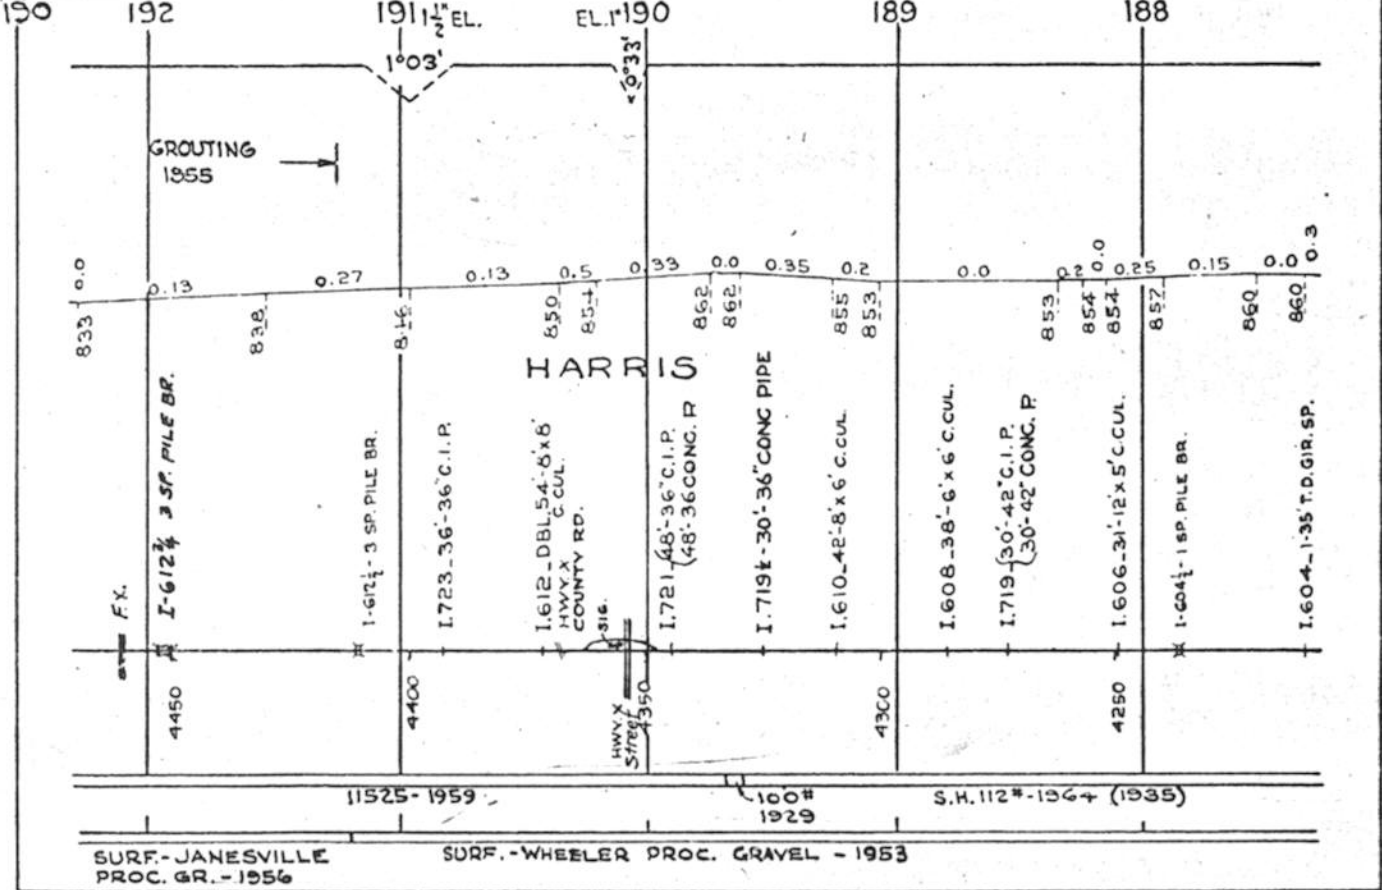 190 192 191 1½" EL. EL. 1" 190 189 188
1°03' 0°33'
GROUTING
1955
0.0 0.13 0.27 0.13 0.5 0.33 0.0 0.35 0.2 0.0 0.2 0.0 0.25 0.15 0.0 0.3
833 838 846 850 854 862 862 855 853 853 854 854 857 860 860
HARRIS
F.X.
I-612¾ 3 SP. PILE BR.
I-612½-3 SP. PILE BR.
I.723-36'-36"C.I.P.
I.612-DBL.54'-8'x8'
C.CUL.
HWY.X
COUNTY RD.
SIG.
I.721-(48'-36"C.I.P.
(48'-36 CONC. P.
I.719½-30'-36" CONC PIPE
I.610-42'-8'x6' C.CUL.
I.608-38'-6'x6' C.CUL.
I.719-(30'-42"C.I.P.
(30'-42" CONC. P.
I.606-31'-12'x5' C.CUL.
I-604½-1 SP. PILE BR.
I.604-1-35' T.D.GIR.SP.
4450 4400 4350 4300 4250
HWY.X
Street
11525-1959 100# S.H. 112#-1964 (1935)
1929
SURF.-JANESVILLE SURF.-WHEELER PROC. GRAVEL -1953
PROC. GR.-1956